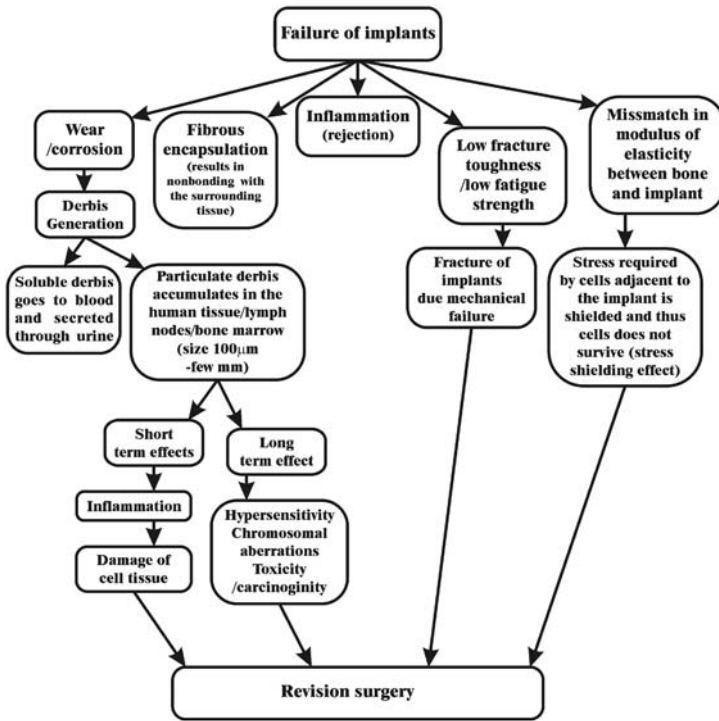 Failure of implants
Wear
/corrosion
Fibrous
encapsulation
(results in
nonbonding with
the surrounding
tissue)
Inflammation
(rejection)
Low fracture
toughness
/low fatigue
strength
Missmatch in
modulus of
elasticity
between bone
and implant
Derbis
Generation
Soluble derbis
goes to blood
and secreted
through urine
Particulate derbis
accumulates in the
human tissue/lymph
nodes/bone marrow
(size 100μm
-few mm)
Fracture of
implants
due mechanical
failure
Stress required
by cells adjacent to
the implant is
shielded and thus
cells does not
survive (stress
shielding effect)
Short
term effects
Long
term effect
Inflammation
Hypersensitivity
Chromosomal
aberrations
Toxicity
/carcinoginity
Damage of
cell tissue
Revision surgery